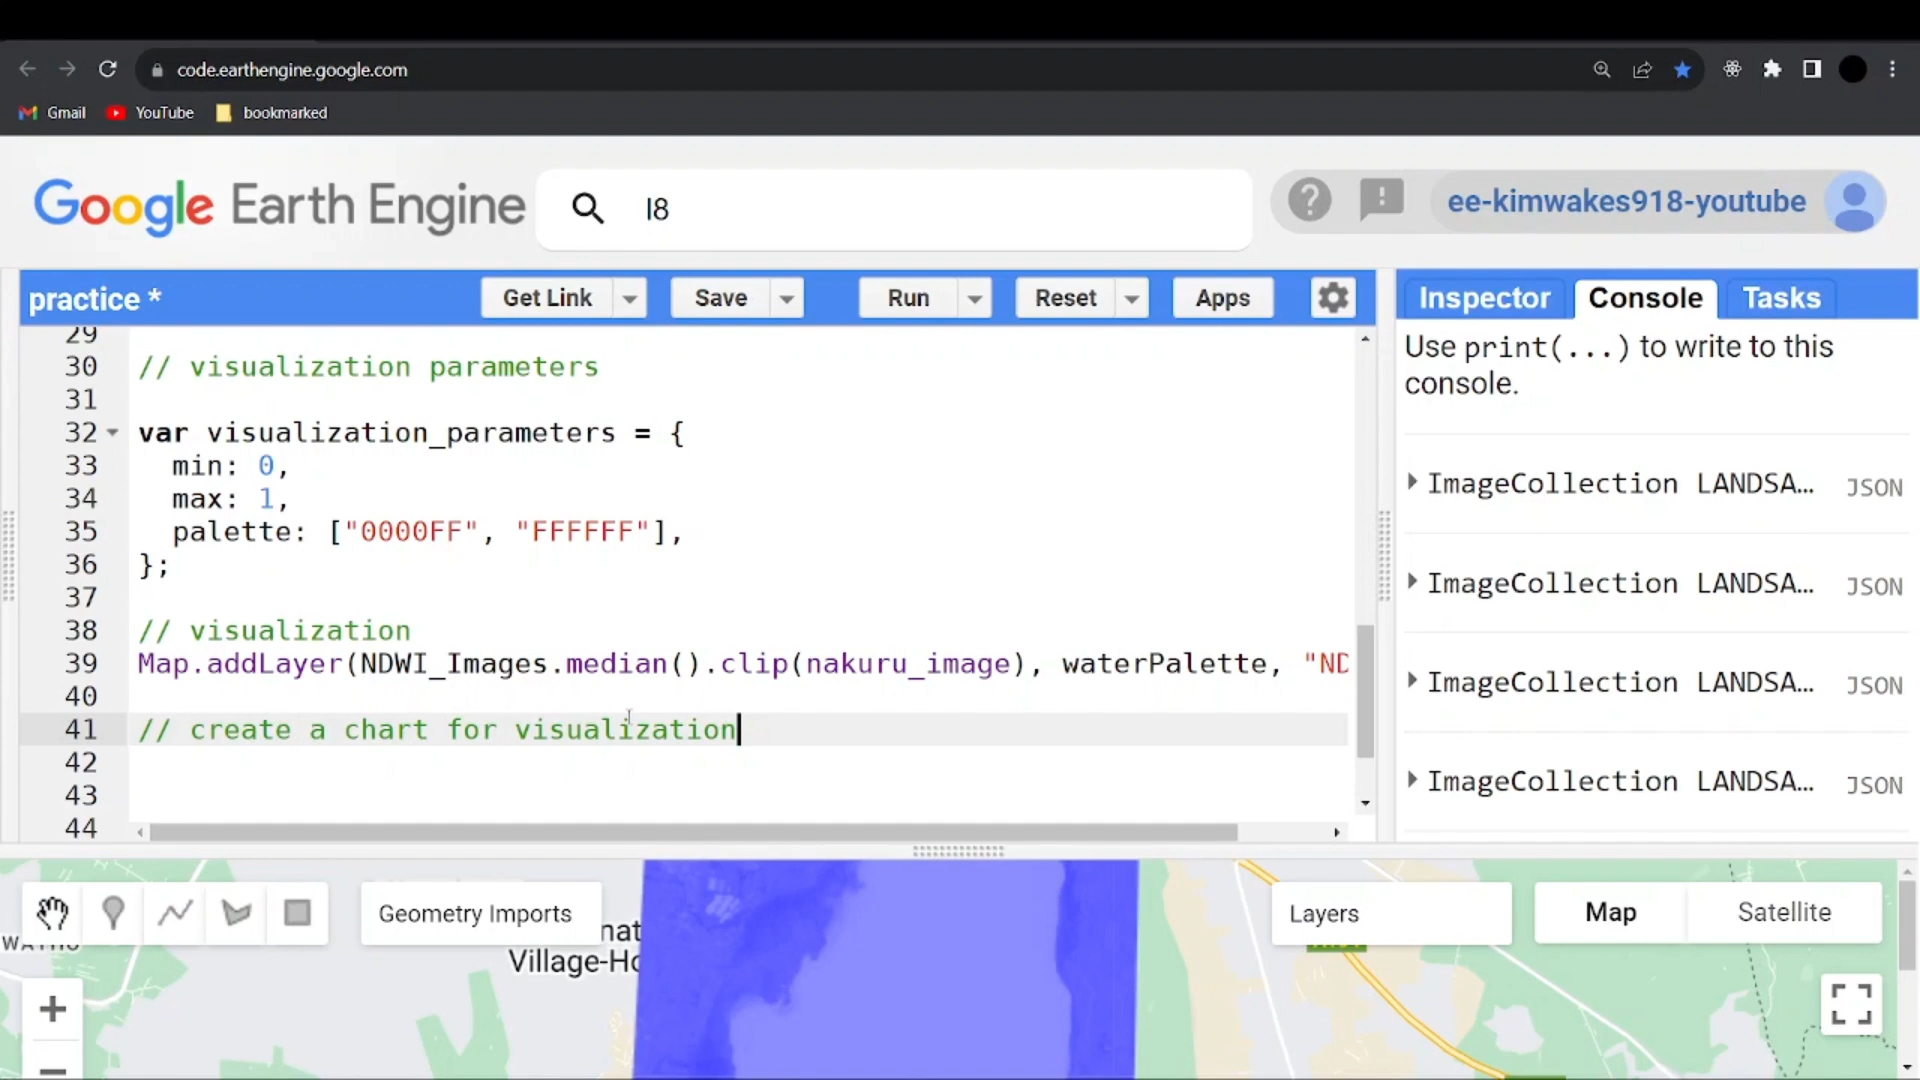 code.earthengine.google.com
Gmail YouTube bookmarked
Google Earth Engine
l8
ee-kimwakes918-youtube
practice *
Get Link Save Run Reset Apps
Inspector Console Tasks
29
30 // visualization parameters
31
32 var visualization_parameters = {
33 min: 0,
34 max: 1,
35 palette: ["0000FF", "FFFFFF"],
36 };
37
38 // visualization
39 Map.addLayer(NDWI_Images.median().clip(nakuru_image), waterPalette, "ND
40
41 // create a chart for visualization
42
43
44
Use print(...) to write to this
console.
ImageCollection LANDSA… JSON
ImageCollection LANDSA… JSON
ImageCollection LANDSA… JSON
ImageCollection LANDSA… JSON
Geometry Imports
Layers
Map Satellite
nat
Village-Ho